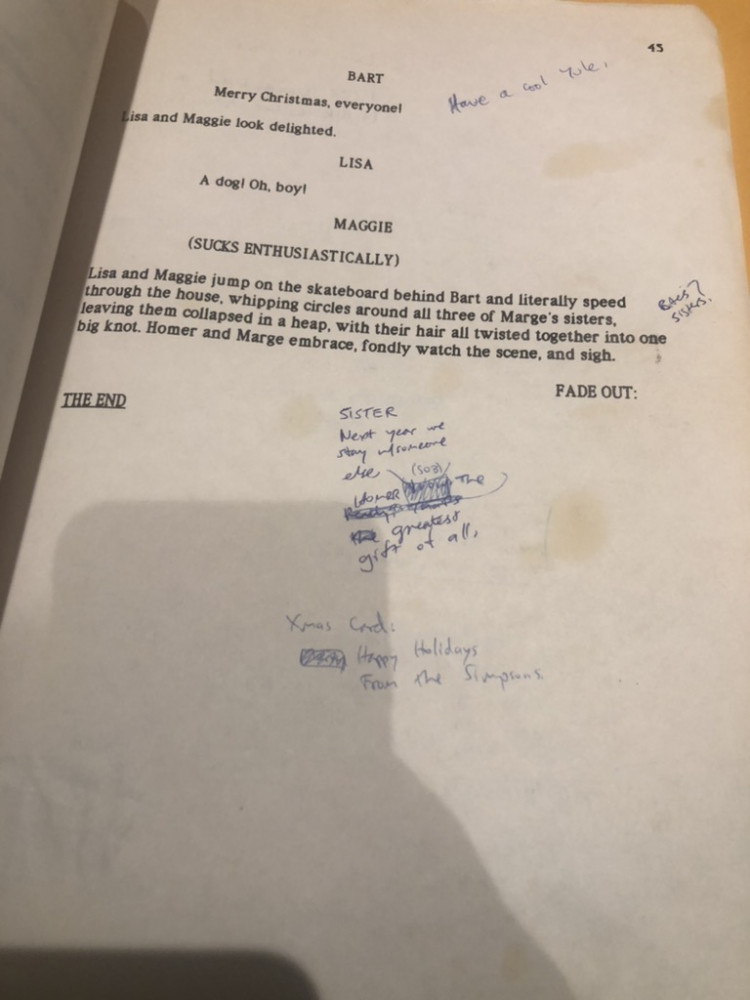 45
BART
Merry Christmas, everyone!
Have a cool Yule.
Lisa and Maggie look delighted.
LISA
A dog! Oh, boy!
MAGGIE
(SUCKS ENTHUSIASTICALLY)
Lisa and Maggie jump on the skateboard behind Bart and literally speed
through the house, whipping circles around all three of Marge's sisters,
leaving them collapsed in a heap, with their hair all twisted together into one
big knot. Homer and Marge embrace, fondly watch the scene, and sigh.
sisters.
FADE OUT:
THE END
SISTER
Next year we
stay w/someone
else
HOMER (SOB) The
greatest
gift of all.
Xmas Card:
Happy Holidays
From the Simpsons.